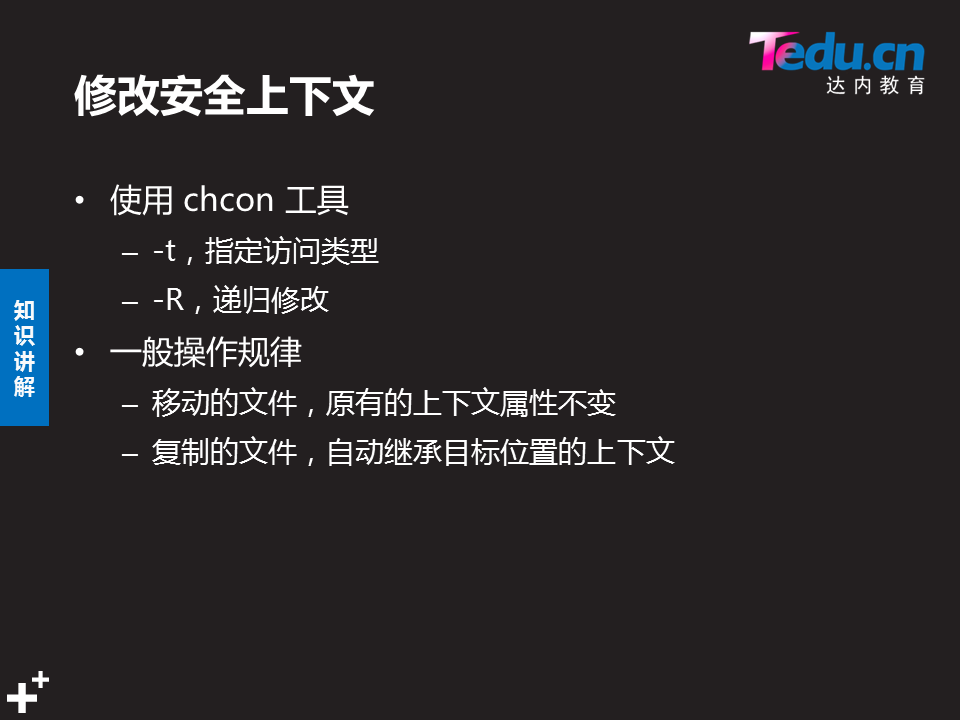 Tedu.cn
达内教育
修改安全上下文
• 使用 chcon 工具
– -t，指定访问类型
– -R，递归修改
知识讲解
• 一般操作规律
– 移动的文件，原有的上下文属性不变
– 复制的文件，自动继承目标位置的上下文